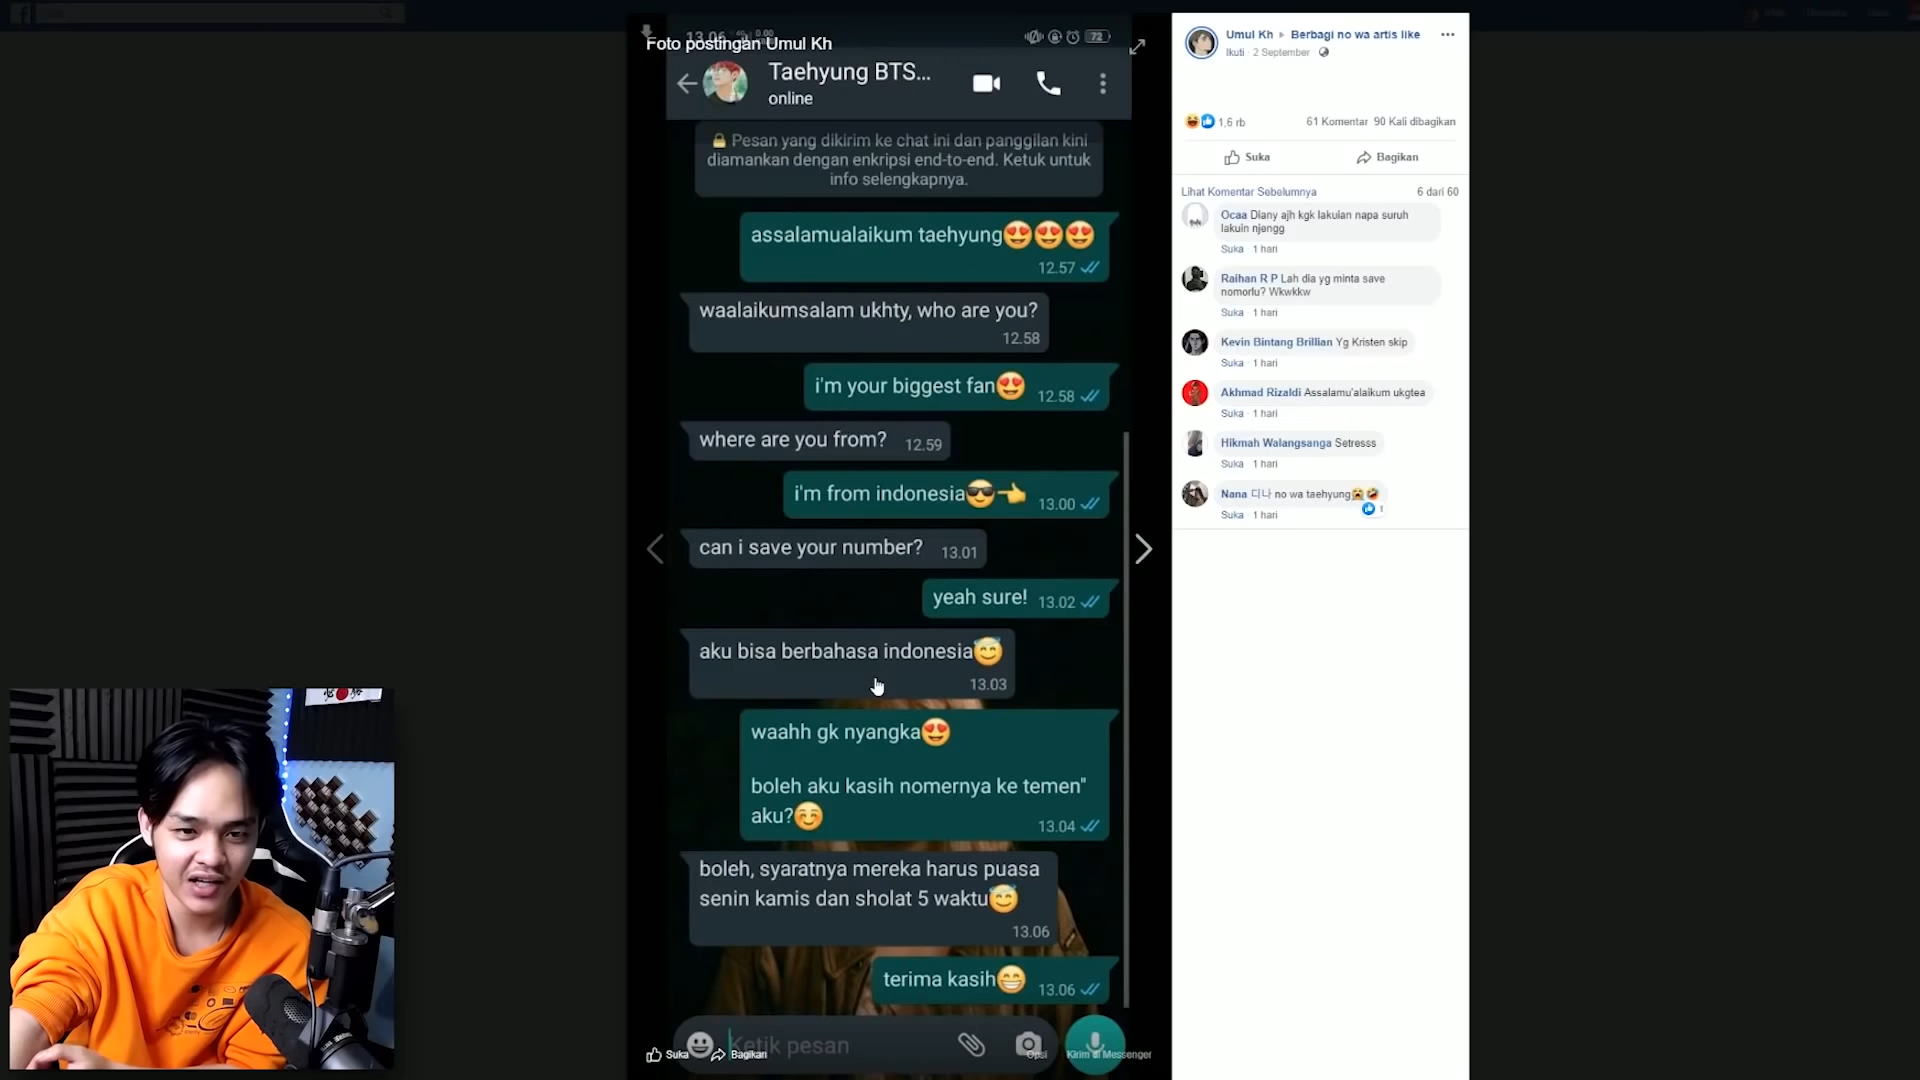 Foto postingan Umul Kh
13.06
0.00
72
Taehyung BTS...
online
Pesan yang dikirim ke chat ini dan panggilan kini
diamankan dengan enkripsi end-to-end. Ketuk untuk
info selengkapnya.
assalamualaikum taehyung😍😍😍
12.57
waalaikumsalam ukhty, who are you?
12.58
i'm your biggest fan😍 12.58
where are you from? 12.59
i'm from indonesia😎👈 13.00
can i save your number? 13.01
yeah sure! 13.02
aku bisa berbahasa indonesia😇
13.03
waahh gk nyangka😍
boleh aku kasih nomernya ke temen"
aku?☺️
13.04
boleh, syaratnya mereka harus puasa
senin kamis dan sholat 5 waktu😇
13.06
terima kasih😁 13.06
Ketik pesan
Suka Bagikan Opsi Kirim di Messenger
Umul Kh ▸ Berbagi no wa artis like
Ikuti · 2 September
1,6 rb 61 Komentar 90 Kali dibagikan
Suka Bagikan
Lihat Komentar Sebelumnya 6 dari 60
Ocaa Diany ajh kgk lakuian napa suruh
lakuin njengg
Suka · 1 hari
Raihan R P Lah dia yg minta save
nomorlu? Wkwkkw
Suka · 1 hari
Kevin Bintang Brillian Yg Kristen skip
Suka · 1 hari
Akhmad Rizaldi Assalamu'alaikum ukgtea
Suka · 1 hari
Hikmah Walangsanga Setresss
Suka · 1 hari
Nana 디나 no wa taehyung😭🤣
1
Suka · 1 hari